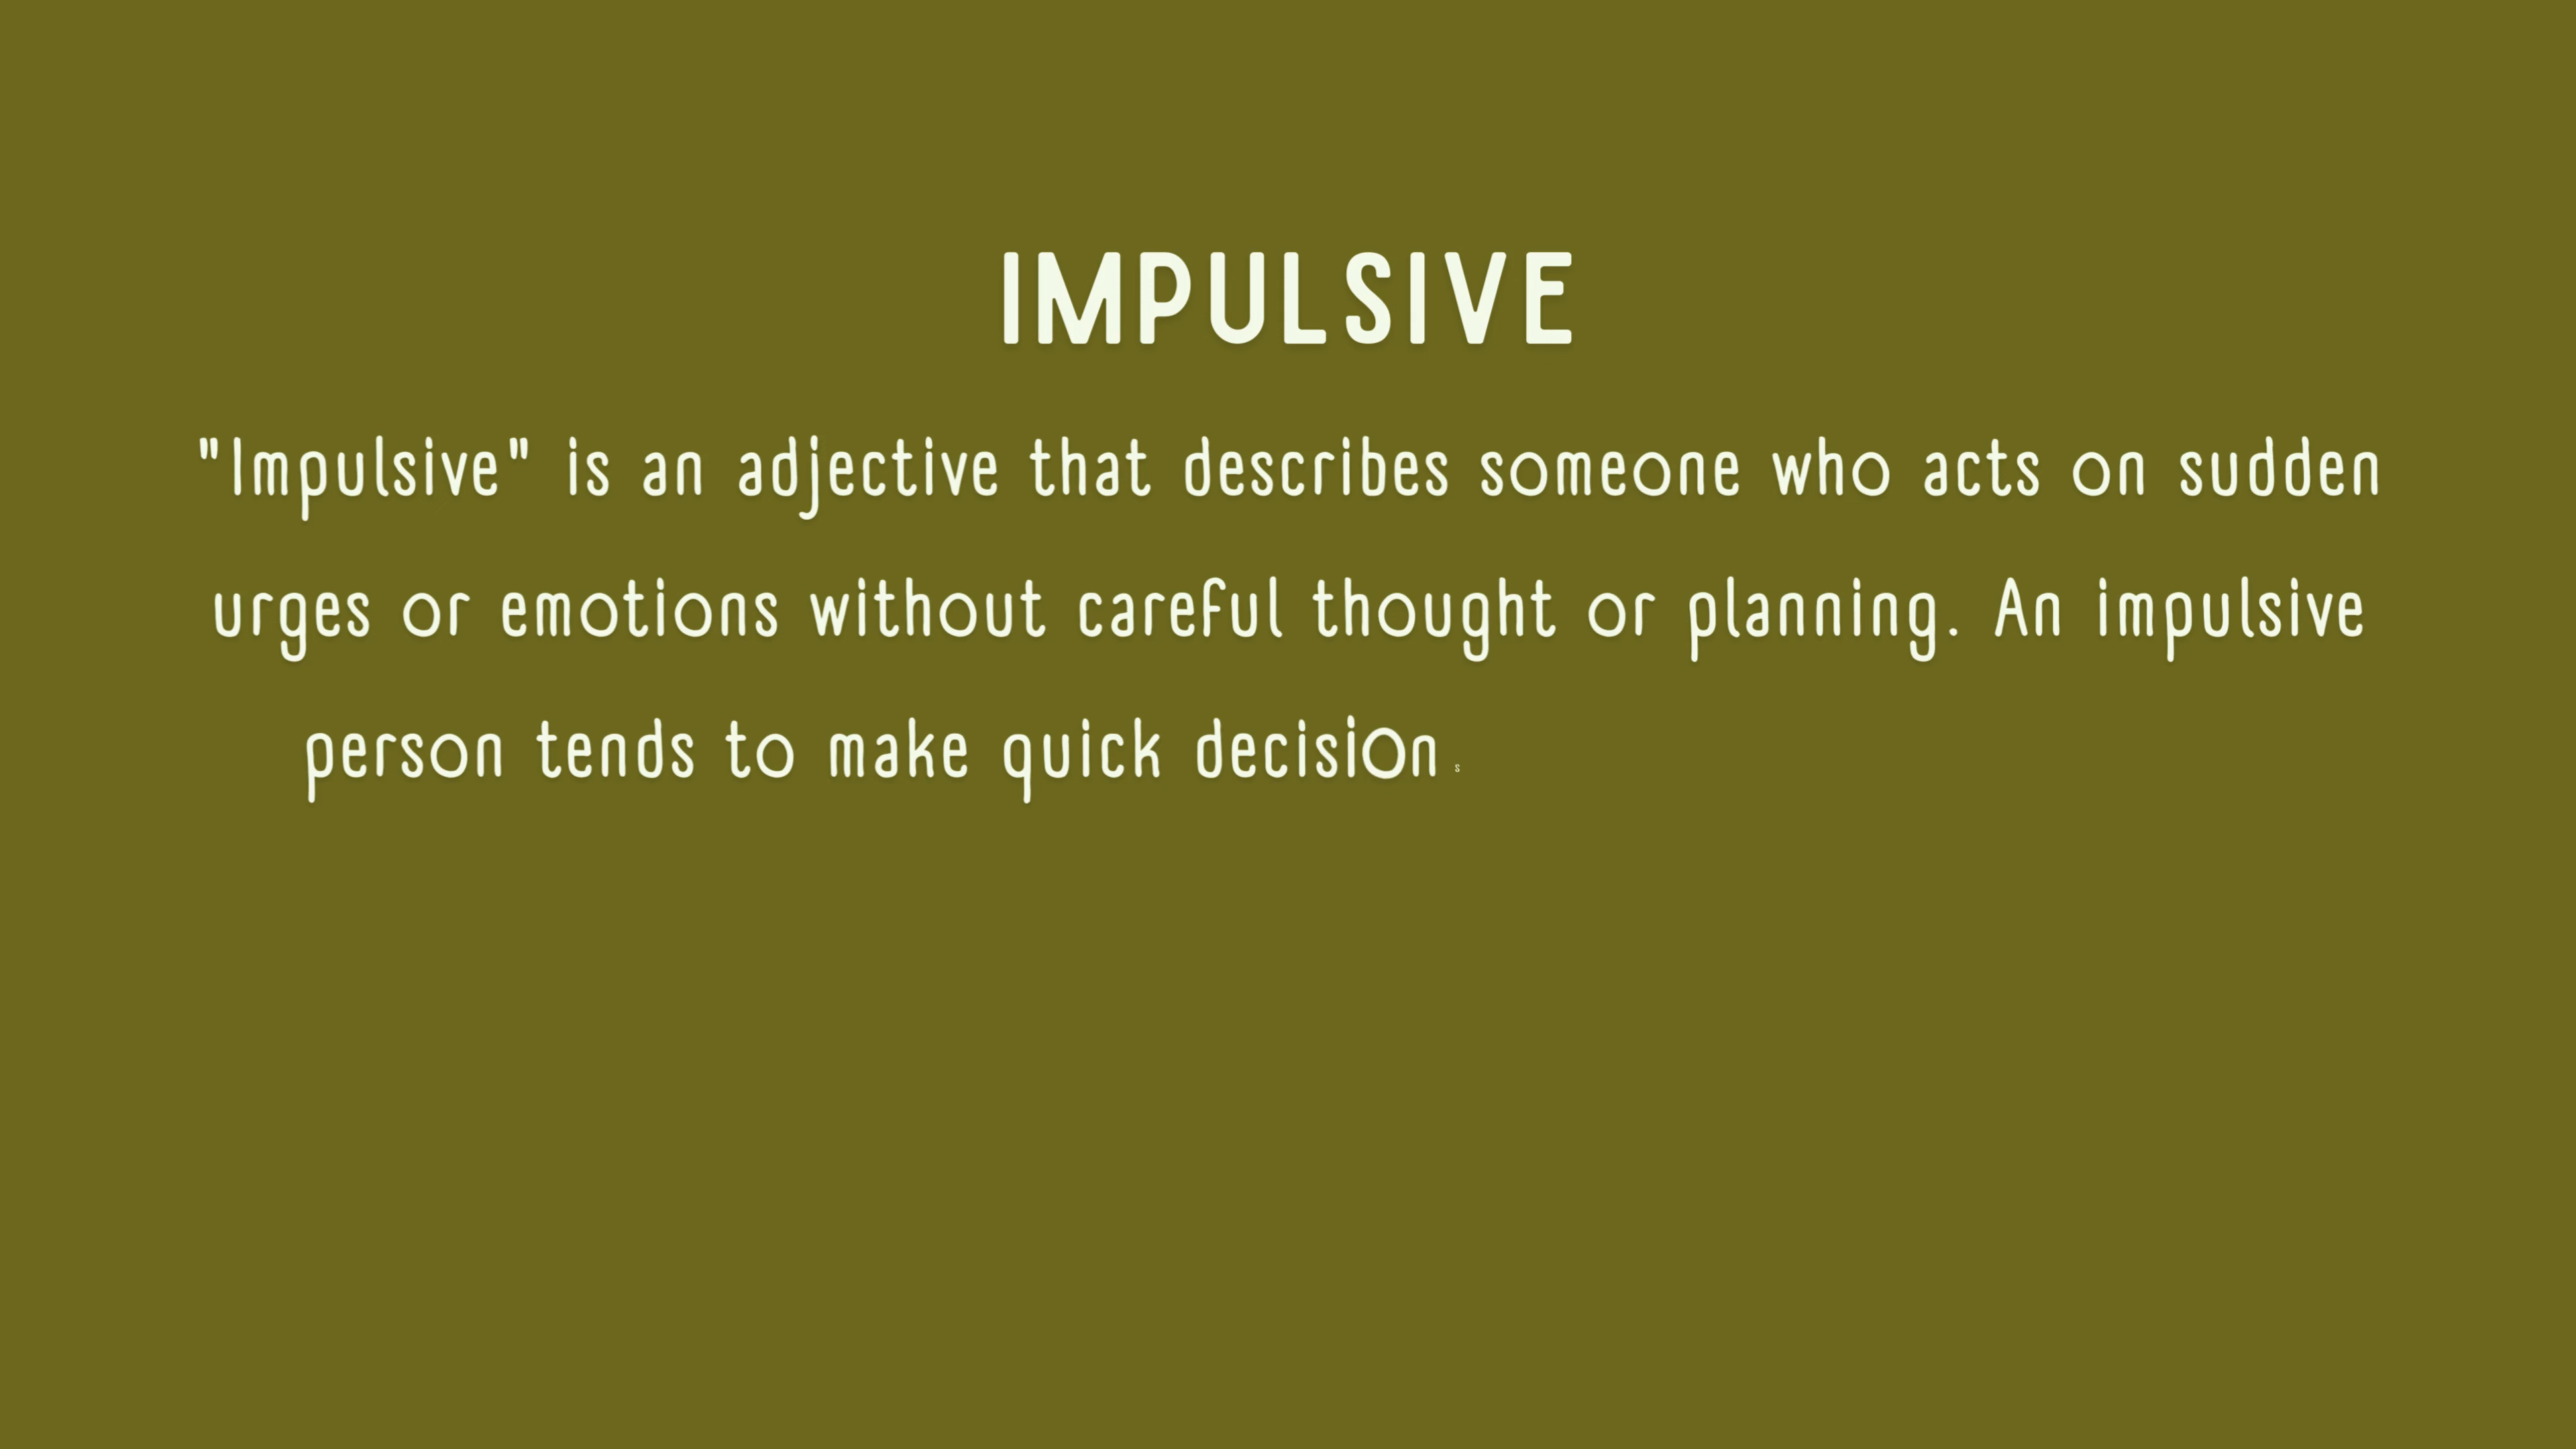 IMPULSIVE
"Impulsive" is an adjective that describes someone who acts on sudden
urges or emotions without careful thought or planning. An impulsive
person tends to make quick decisions